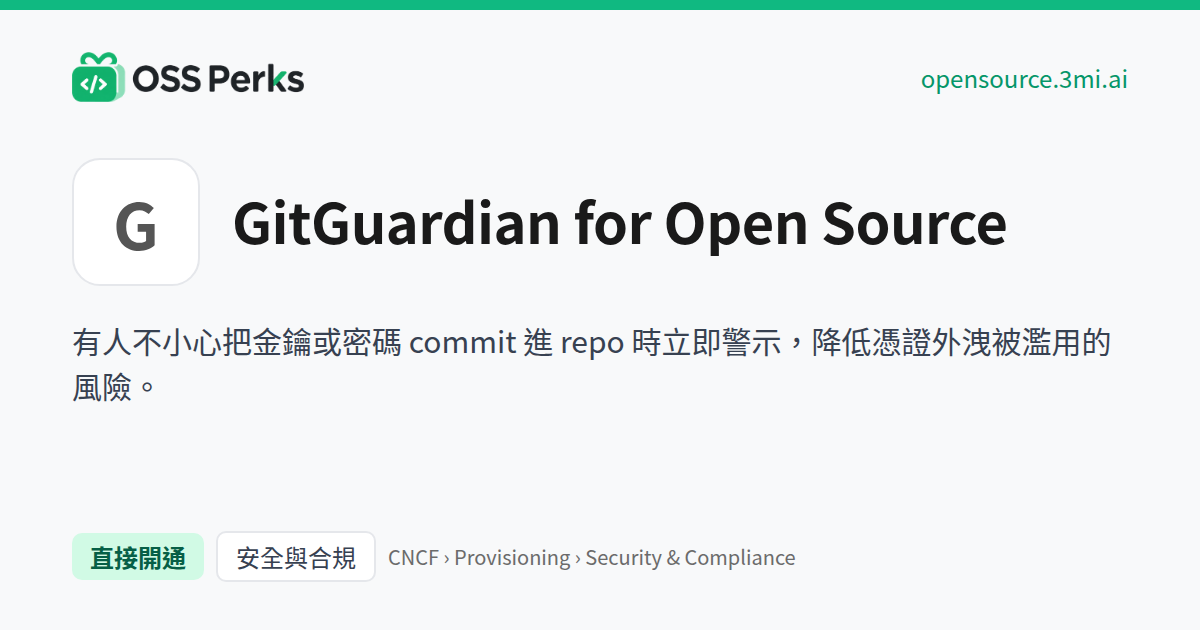 OSS Perks
opensource.3mi.ai
G
GitGuardian for Open Source
有人不小心把金鑰或密碼 commit 進 repo 時立即警示，降低憑證外洩被濫用的
風險。
直接開通
安全與合規
CNCF › Provisioning › Security & Compliance